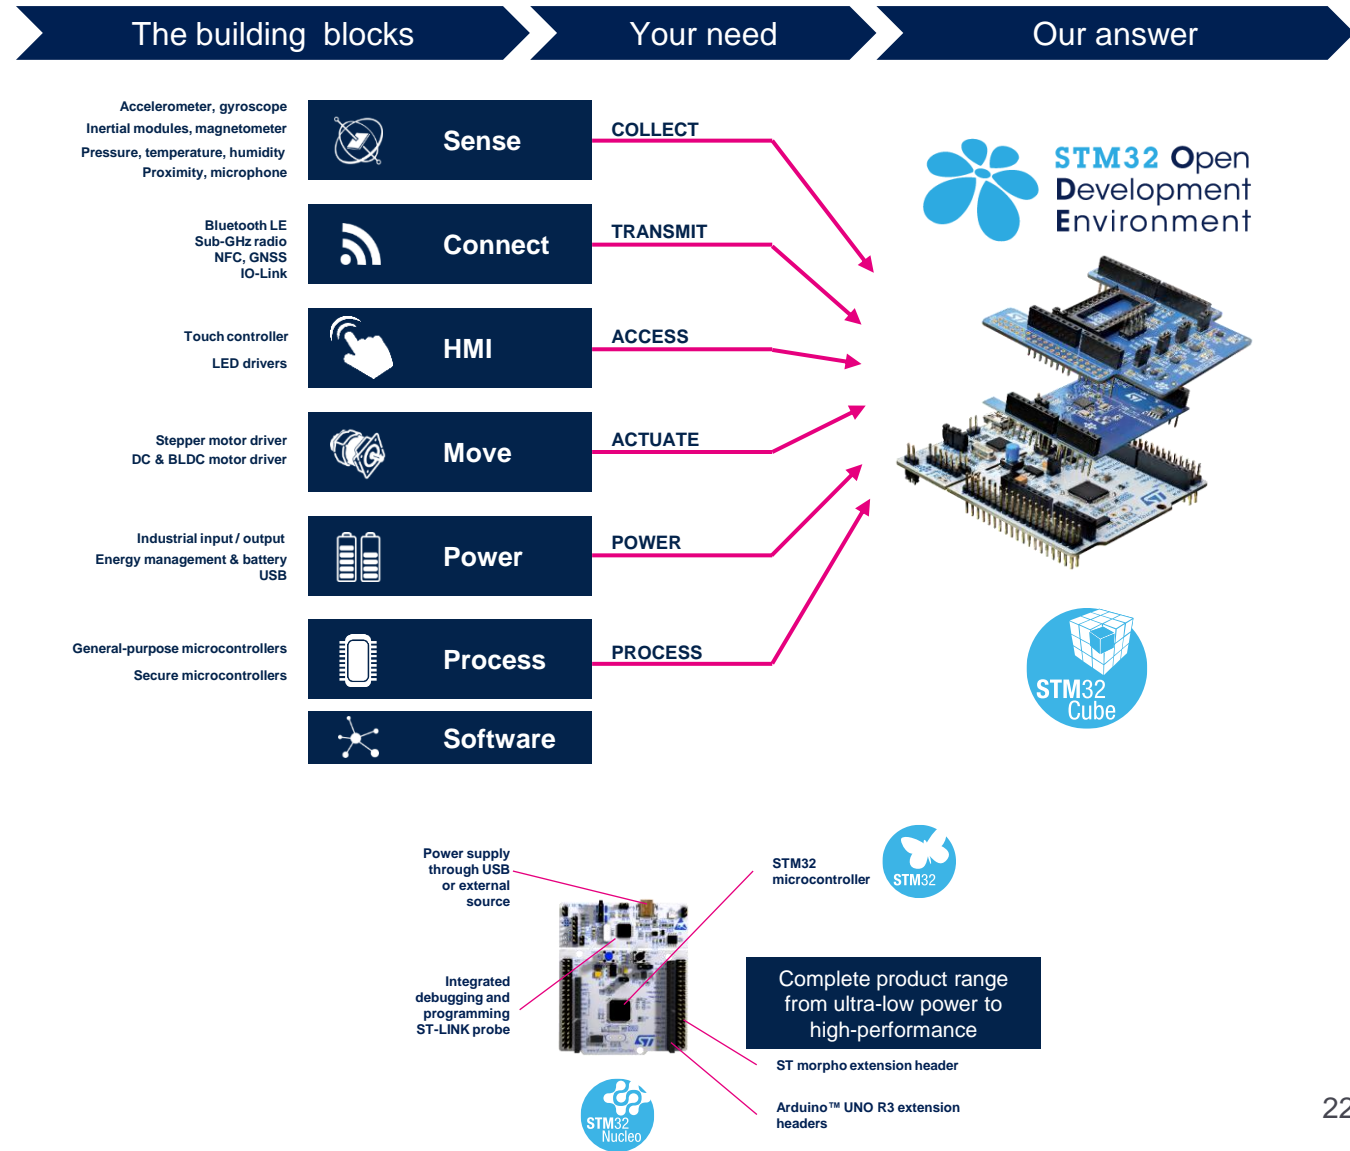 The building blocks
Your need
Our answer
Accelerometer, gyroscope
Inertial modules, magnetometer
Pressure, temperature, humidity
Proximity, microphone
Sense
COLLECT
STM32 Open
Development
Environment
Bluetooth LE
Sub-GHz radio
NFC, GNSS
IO-Link
Connect
TRANSMIT
Touch controller
LED drivers
HMI
ACCESS
Stepper motor driver
DC & BLDC motor driver
Move
ACTUATE
Industrial input / output
Energy management & battery
USB
Power
POWER
General-purpose microcontrollers
Secure microcontrollers
Process
PROCESS
STM32
Cube
Software
Power supply
through USB
or external
source
STM32
microcontroller
STM32
Integrated
debugging and
programming
ST-LINK probe
Complete product range
from ultra-low power to
high-performance
ST morpho extension header
Arduino™ UNO R3 extension
headers
STM32
Nucleo
22